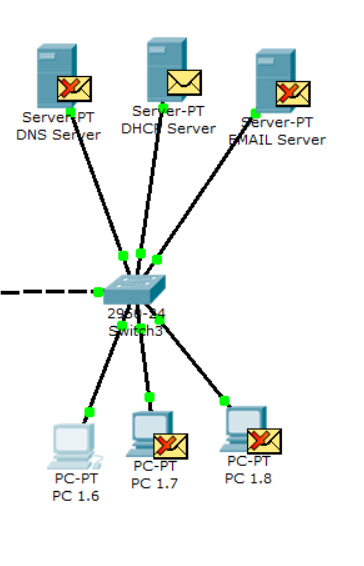 Server-PT
DNS Server
Server-PT
DHCP Server
Server-PT
EMAIL Server
2950-24
Switch3
PC-PT
PC 1.6
PC-PT
PC 1.7
PC-PT
PC 1.8